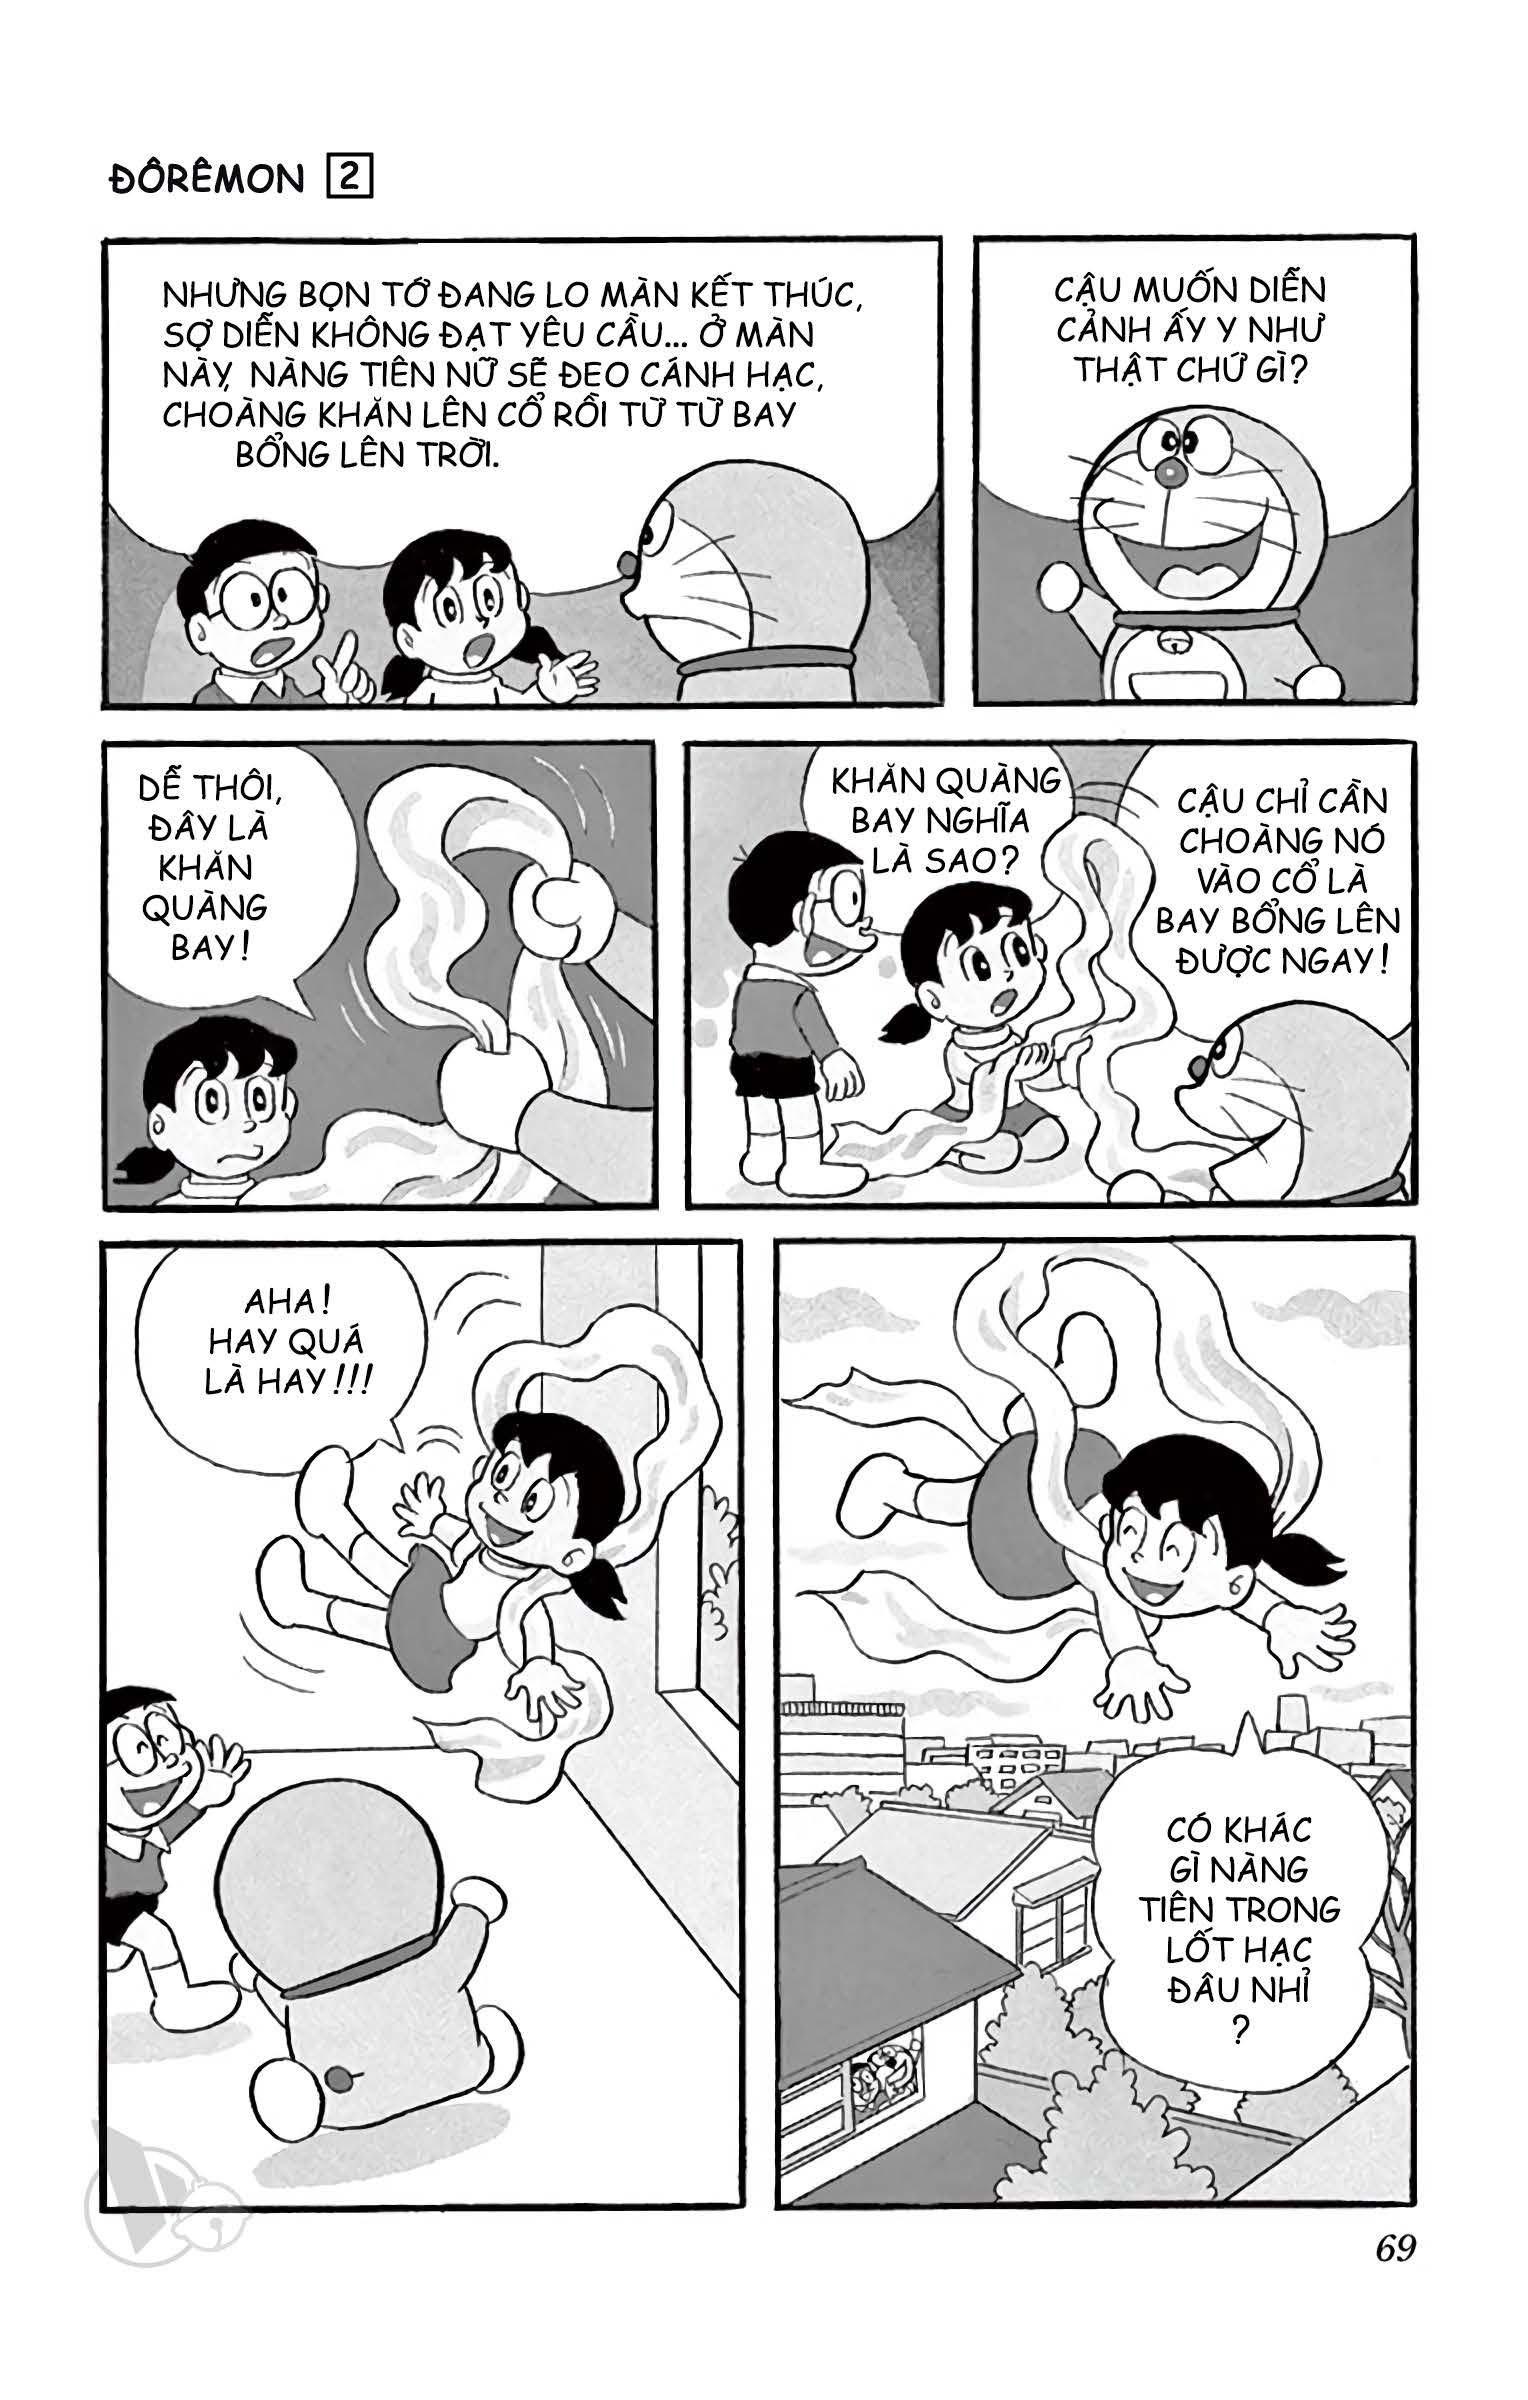 ĐÔRÊMON 2
NHƯNG BỌN TỚ ĐANG LO MÀN KẾT THÚC,
SỢ DIỄN KHÔNG ĐẠT YÊU CẦU... Ở MÀN
NÀY, NÀNG TIÊN NỮ SẼ ĐEO CÁNH HẠC,
CHOÀNG KHĂN LÊN CỔ RỒI TỪ TỪ BAY
BỔNG LÊN TRỜI.
CẬU MUỐN DIỄN
CẢNH ẤY Y NHƯ
THẬT CHỨ GÌ?
DỄ THÔI,
ĐÂY LÀ
KHĂN
QUÀNG
BAY!
KHĂN QUÀNG
BAY NGHĨA
LÀ SAO?
CẬU CHỈ CẦN
CHOÀNG NÓ
VÀO CỔ LÀ
BAY BỔNG LÊN
ĐƯỢC NGAY!
AHA!
HAY QUÁ
LÀ HAY!!!
CÓ KHÁC
GÌ NÀNG
TIÊN TRONG
LỐT HẠC
ĐÂU NHỈ
?
69